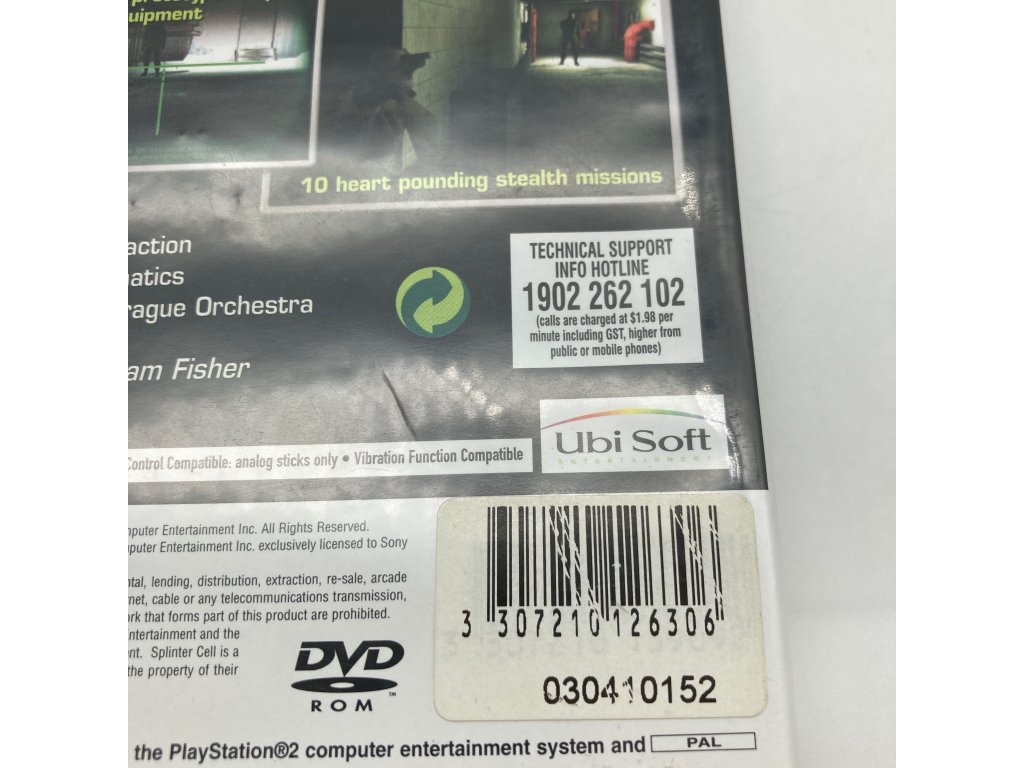 uipment
10 heart pounding stealth missions
action
atics
rague Orchestra
am Fisher
TECHNICAL SUPPORT
INFO HOTLINE
1902 262 102
(calls are charged at $1.98 per
minute including GST, higher from
public or mobile phones)
Ubi Soft
ENTERTAINMENT
Control Compatible: analog sticks only • Vibration Function Compatible
mputer Entertainment Inc. All Rights Reserved.
mputer Entertainment Inc. exclusively licensed to Sony
ntal, lending, distribution, extraction, re-sale, arcade
rnet, cable or any telecommunications transmission,
ork that forms part of this product are prohibited.
Entertainment and the
nt. Splinter Cell is a
the property of their
DVD
ROM
™
3 307210 126306
030410152
the PlayStation®2 computer entertainment system and PAL